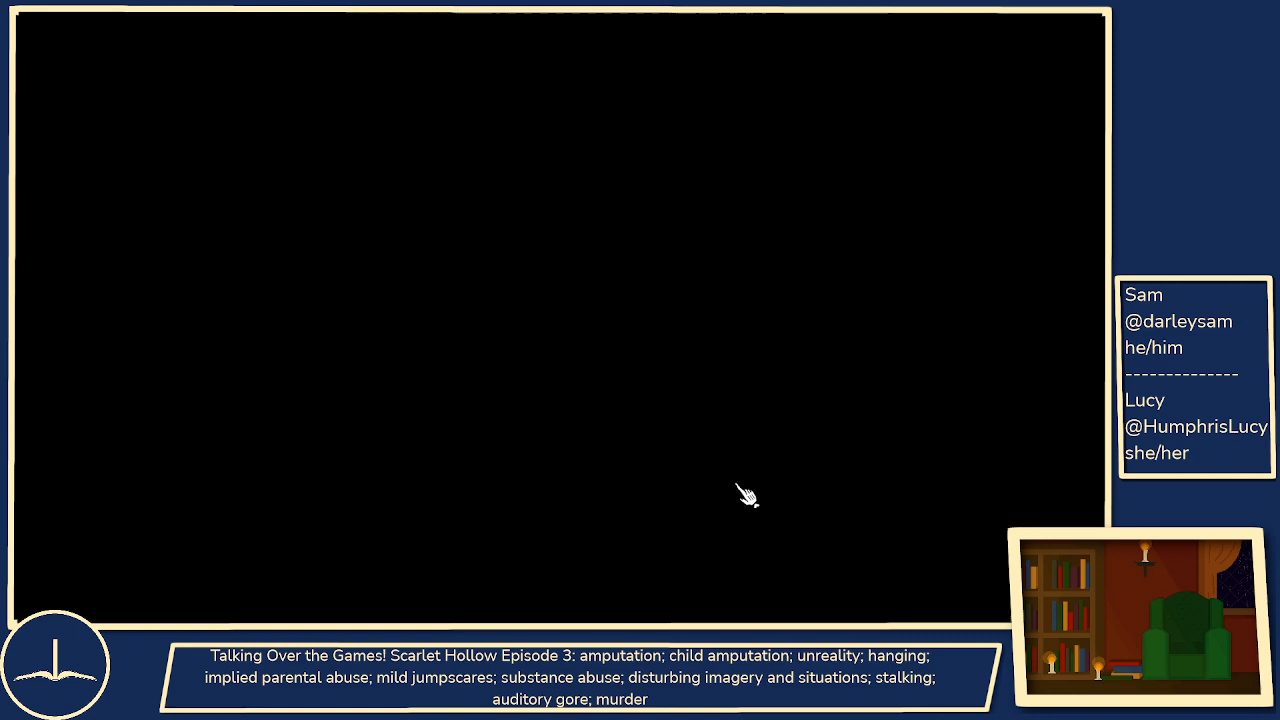 Sam
@darleysam
he/him
--------------
Lucy
@HumphrisLucy
she/her
Talking Over the Games! Scarlet Hollow Episode 3: amputation; child amputation; unreality; hanging;
implied parental abuse; mild jumpscares; substance abuse; disturbing imagery and situations; stalking;
auditory gore; murder